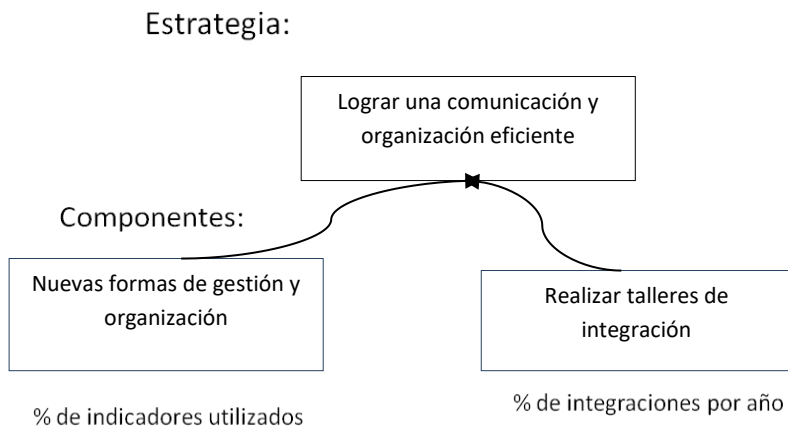 Estrategia:
Lograr una comunicación y
organización eficiente
Componentes:
Nuevas formas de gestión y
organización
Realizar talleres de
integración
% de indicadores utilizados
% de integraciones por año